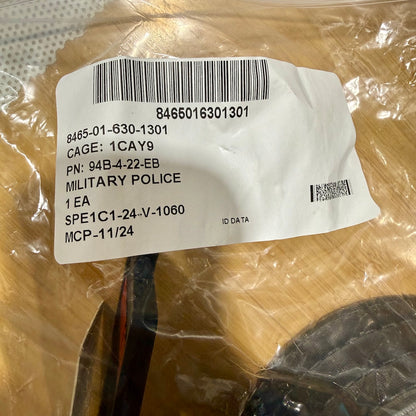 8465016301301
8465-01-630-1301
CAGE: 1CAY9
PN: 94B-4-22-EB
MILITARY POLICE
1 EA
SPE1C1-24-V-1060
MCP-11/24
ID DATA